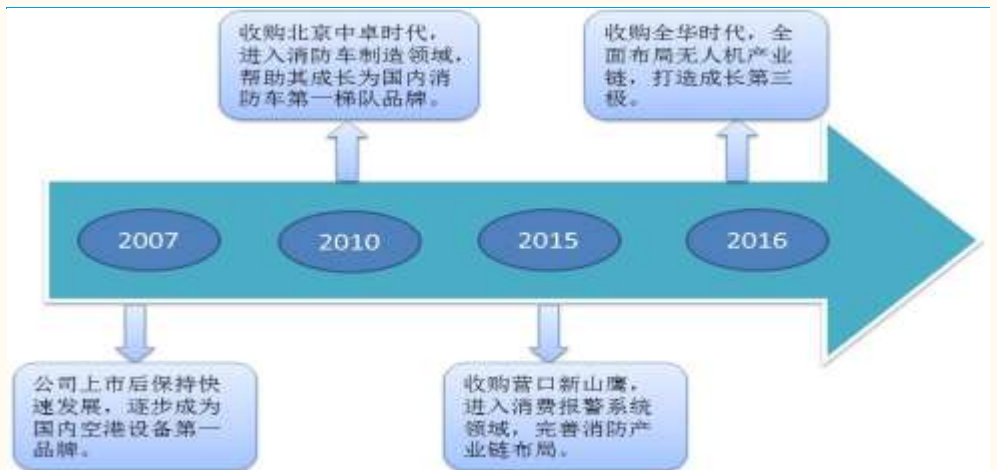 收购北京中卓时代，
进入消防车制造领域，
帮助其成长为国内消
防车第一梯队品牌。
收购全华时代，全
面布局无人机产业
链，打造成长第三
极。
2007
2010
2015
2016
公司上市后保持快
速发展，逐步成为
国内空港设备第一
品牌。
收购营口新山鹰，
进入消费报警系统
领域，完善消防产
业链布局。